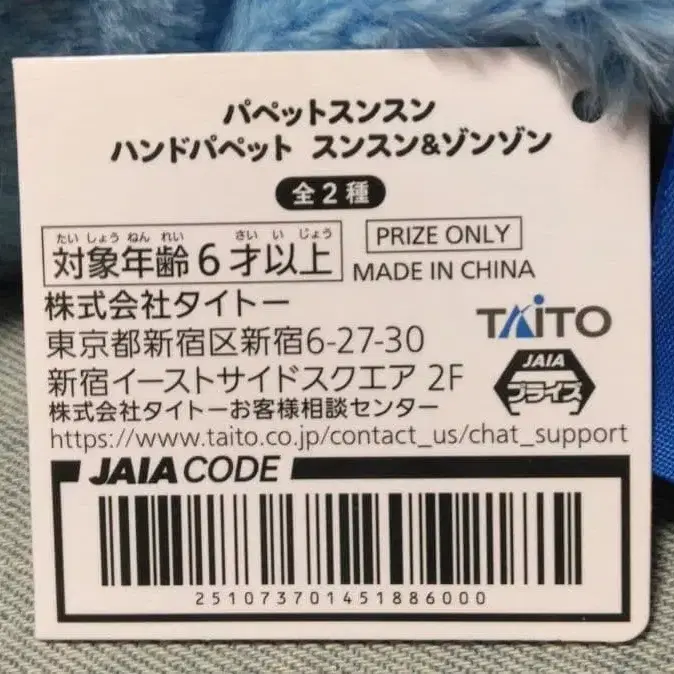 パペットスンスン
ハンドパペット スンスン&ゾンゾン
全2種
たいしょうねんれい さいいじょう
対象年齢6才以上
PRIZE ONLY
MADE IN CHINA
株式会社タイトー
東京都新宿区新宿6-27-30
新宿イーストサイドスクエア 2F
TAITO
JAIA
プライズ
株式会社タイトーお客様相談センター
https://www.taito.co.jp/contact_us/chat_support
JAIA CODE
251073701451886000